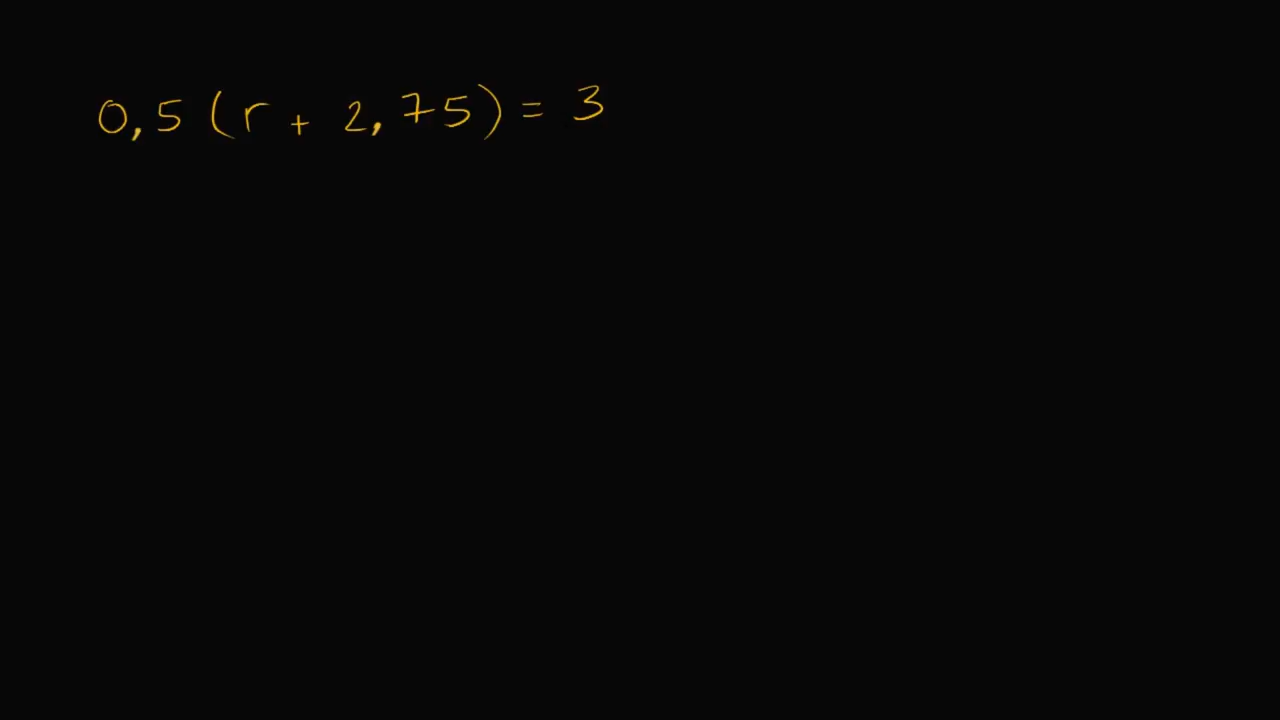 0,5 (r + 2,75) = 3